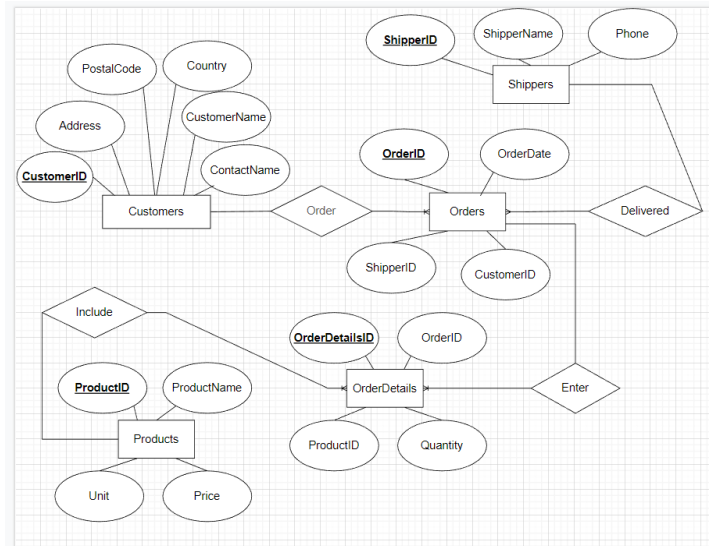 ShipperID
ShipperName
Phone
Shippers
PostalCode
Country
CustomerName
Address
CustomerID
ContactName
Customers
OrderID
OrderDate
Order
Orders
Delivered
ShipperID
CustomerID
Include
OrderDetailsID
OrderID
ProductID
ProductName
OrderDetails
Enter
Products
ProductID
Quantity
Unit
Price